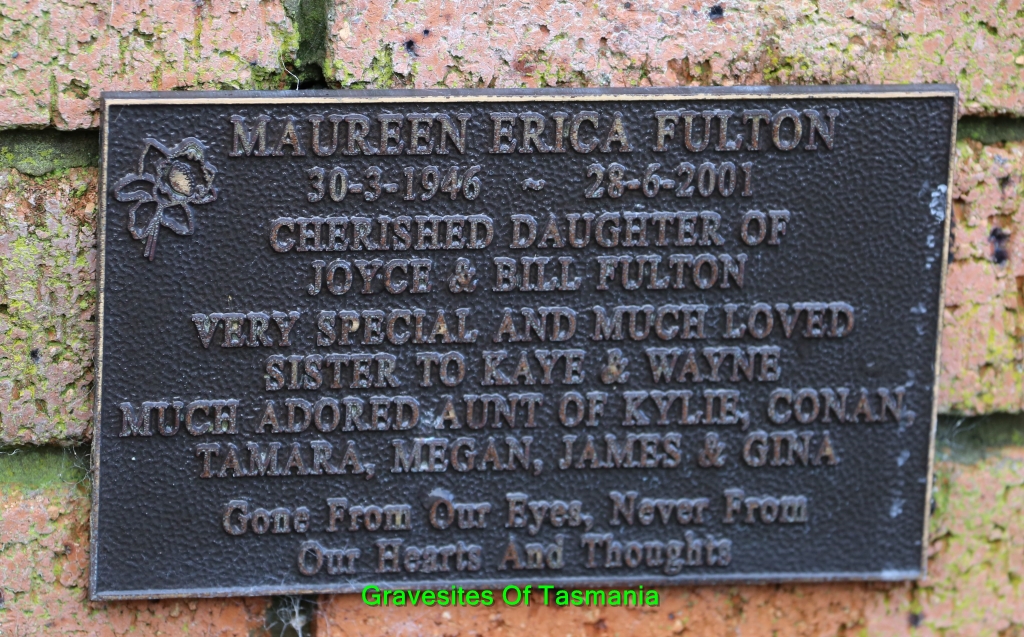 MAUREEN ERICA FULTON
30-3-1946 ~ 28-6-2001
CHERISHED DAUGHTER OF
JOYCE & BILL FULTON
VERY SPECIAL AND MUCH LOVED
SISTER TO KAYE & WAYNE
MUCH ADORED AUNT OF KYLIE, CONAN,
TAMARA, MEGAN, JAMES & GINA
Gone From Our Eyes, Never From
Our Hearts And Thoughts
Gravesites Of Tasmania